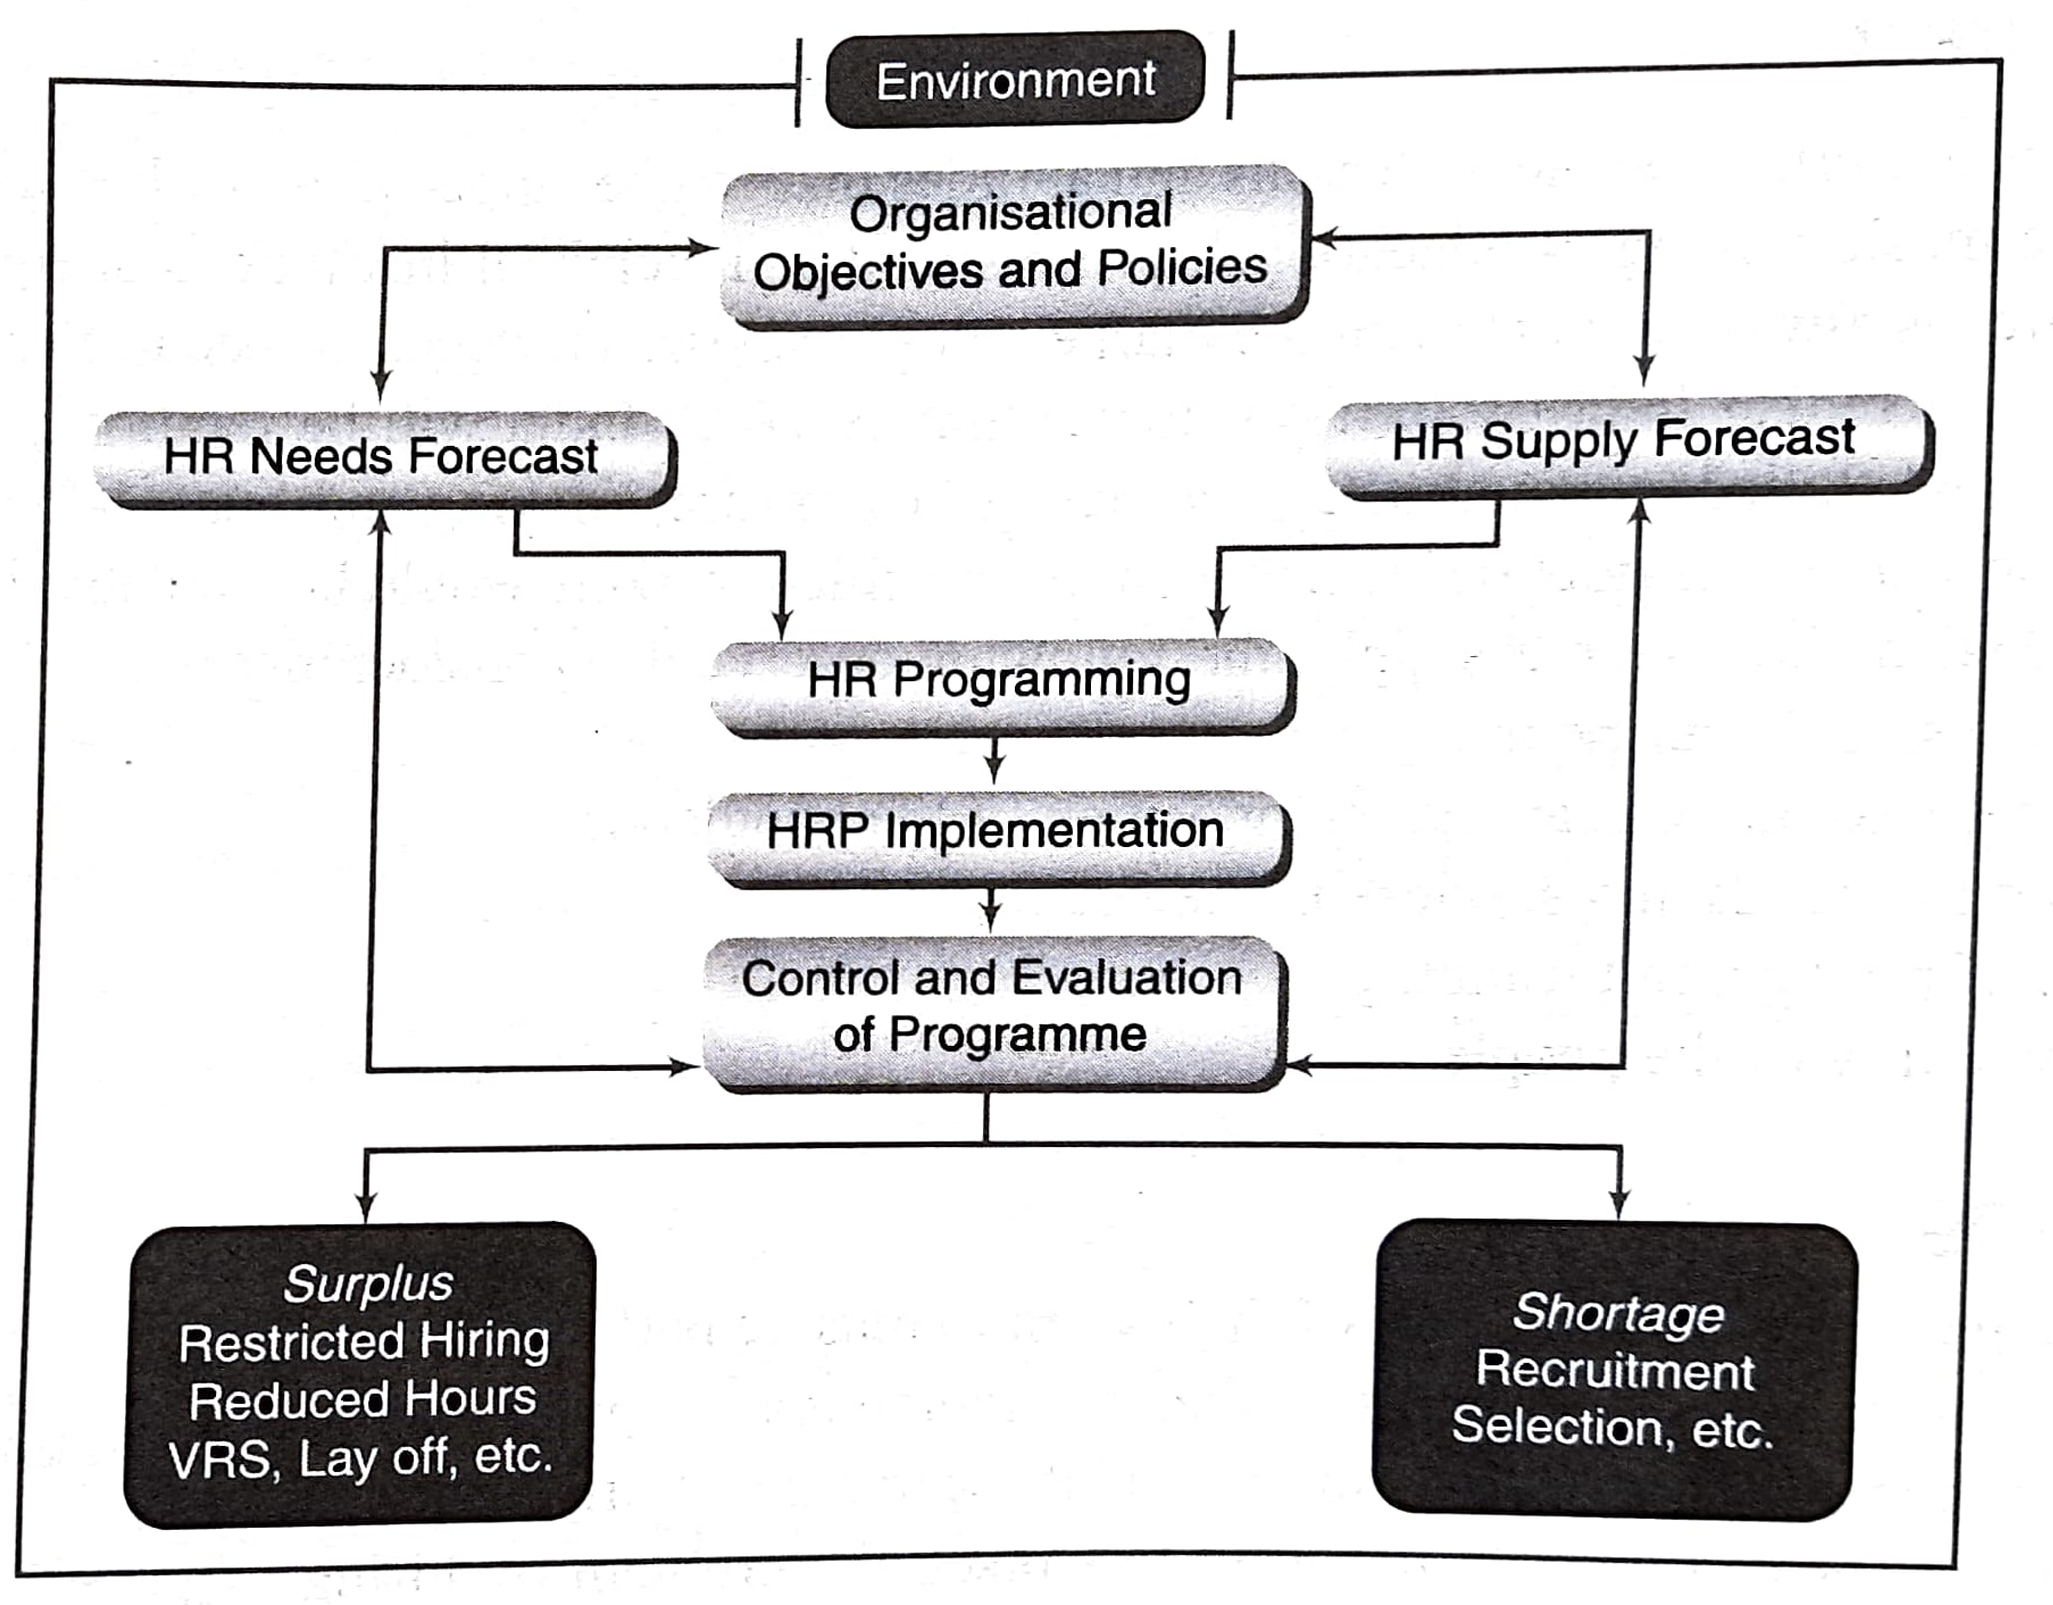 Environment
Organisational
Objectives and Policies
HR Needs Forecast
HR Supply Forecast
HR Programming
HRP Implementation
Control and Evaluation
of Programme
Surplus
Restricted Hiring
Reduced Hours
VRS, Lay off, etc.
Shortage
Recruitment
Selection, etc.